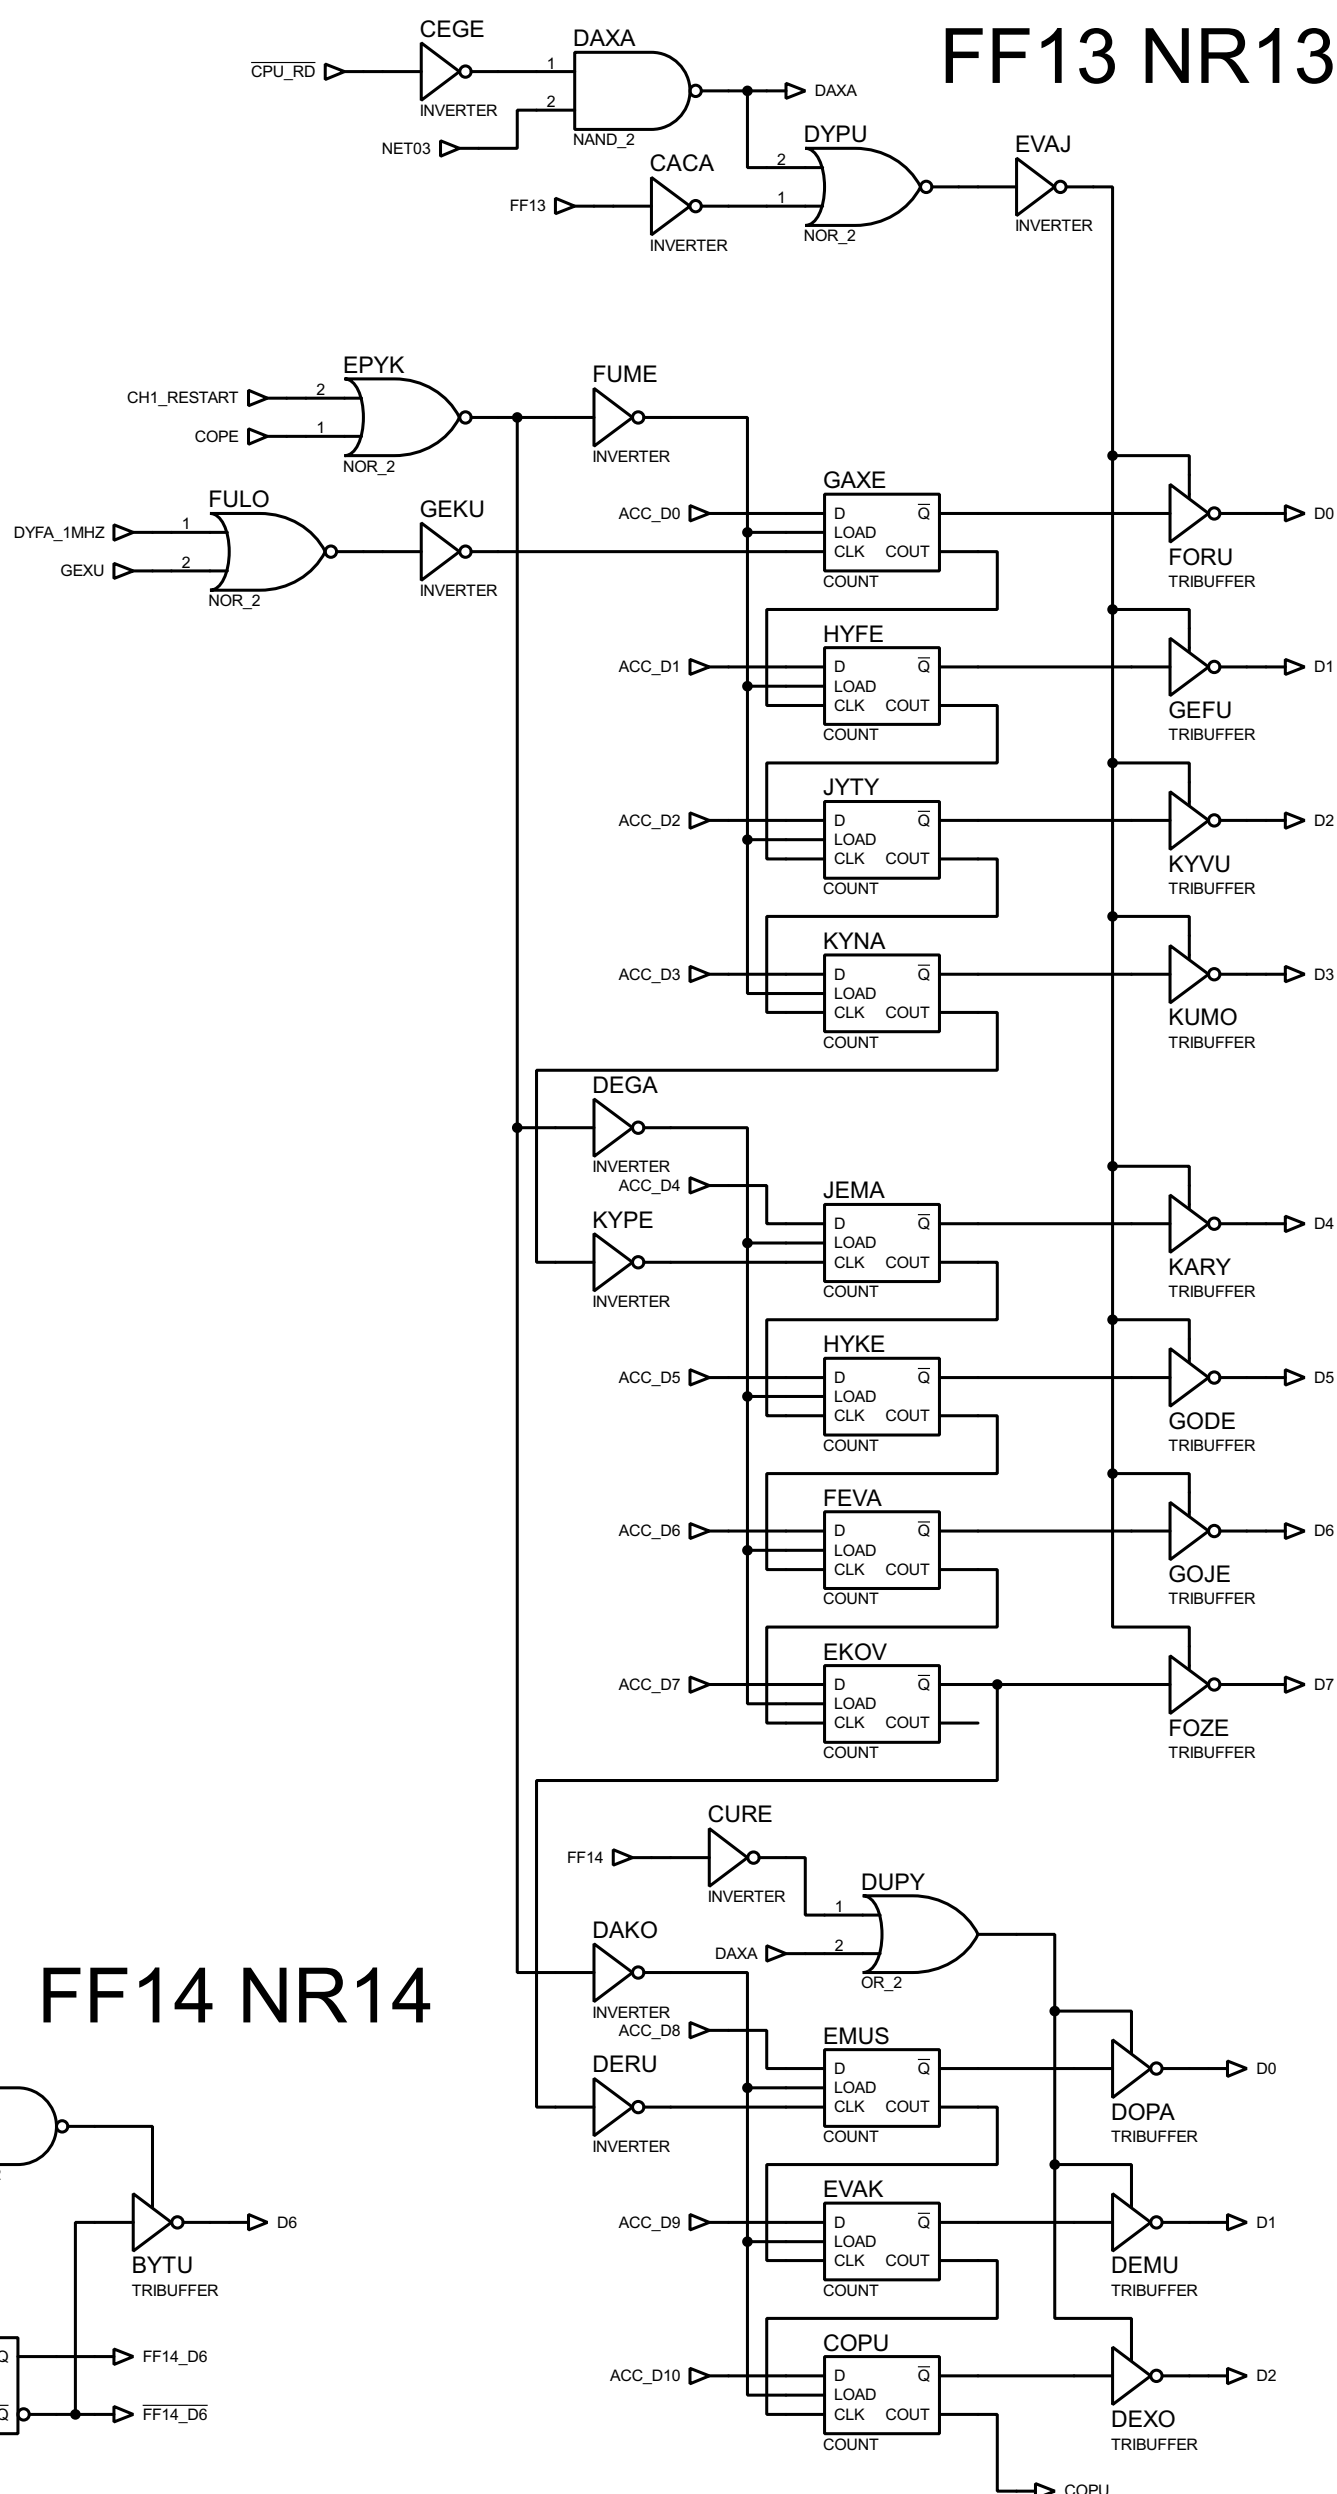 FF13 NR13
CEGE
DAXA
CPU_RD
1
DAXA
INVERTER
2
NAND_2
NET03
DYPU
EVAJ
CACA
2
FF13
1
INVERTER
NOR_2
INVERTER
EPYK
FUME
CH1_RESTART
2
COPE
1
NOR_2
INVERTER
FULO
GEKU
GAXE
DYFA_1MHZ
1
GEXU
2
NOR_2
INVERTER
ACC_D0
D Q
LOAD
CLK COUT
COUNT
D0
FORU
TRIBUFFER
HYFE
ACC_D1
D Q
LOAD
CLK COUT
COUNT
D1
GEFU
TRIBUFFER
JYTY
ACC_D2
D Q
LOAD
CLK COUT
COUNT
D2
KYVU
TRIBUFFER
KYNA
ACC_D3
D Q
LOAD
CLK COUT
COUNT
D3
KUMO
TRIBUFFER
DEGA
INVERTER
ACC_D4
JEMA
KYPE
D Q
LOAD
CLK COUT
COUNT
INVERTER
D4
KARY
TRIBUFFER
HYKE
ACC_D5
D Q
LOAD
CLK COUT
COUNT
D5
GODE
TRIBUFFER
FEVA
ACC_D6
D Q
LOAD
CLK COUT
COUNT
D6
GOJE
TRIBUFFER
EKOV
ACC_D7
D Q
LOAD
CLK COUT
COUNT
D7
FOZE
TRIBUFFER
CURE
FF14
INVERTER
DUPY
1
DAXA
2
OR_2
DAKO
INVERTER
ACC_D8
EMUS
DERU
D Q
LOAD
CLK COUT
COUNT
INVERTER
D0
DOPA
TRIBUFFER
EVAK
ACC_D9
D Q
LOAD
CLK COUT
COUNT
D1
DEMU
TRIBUFFER
COPU
ACC_D10
D Q
LOAD
CLK COUT
COUNT
D2
DEXO
TRIBUFFER
COPU
FF14 NR14
D6
BYTU
TRIBUFFER
Q
FF14_D6
Q
FF14_D6